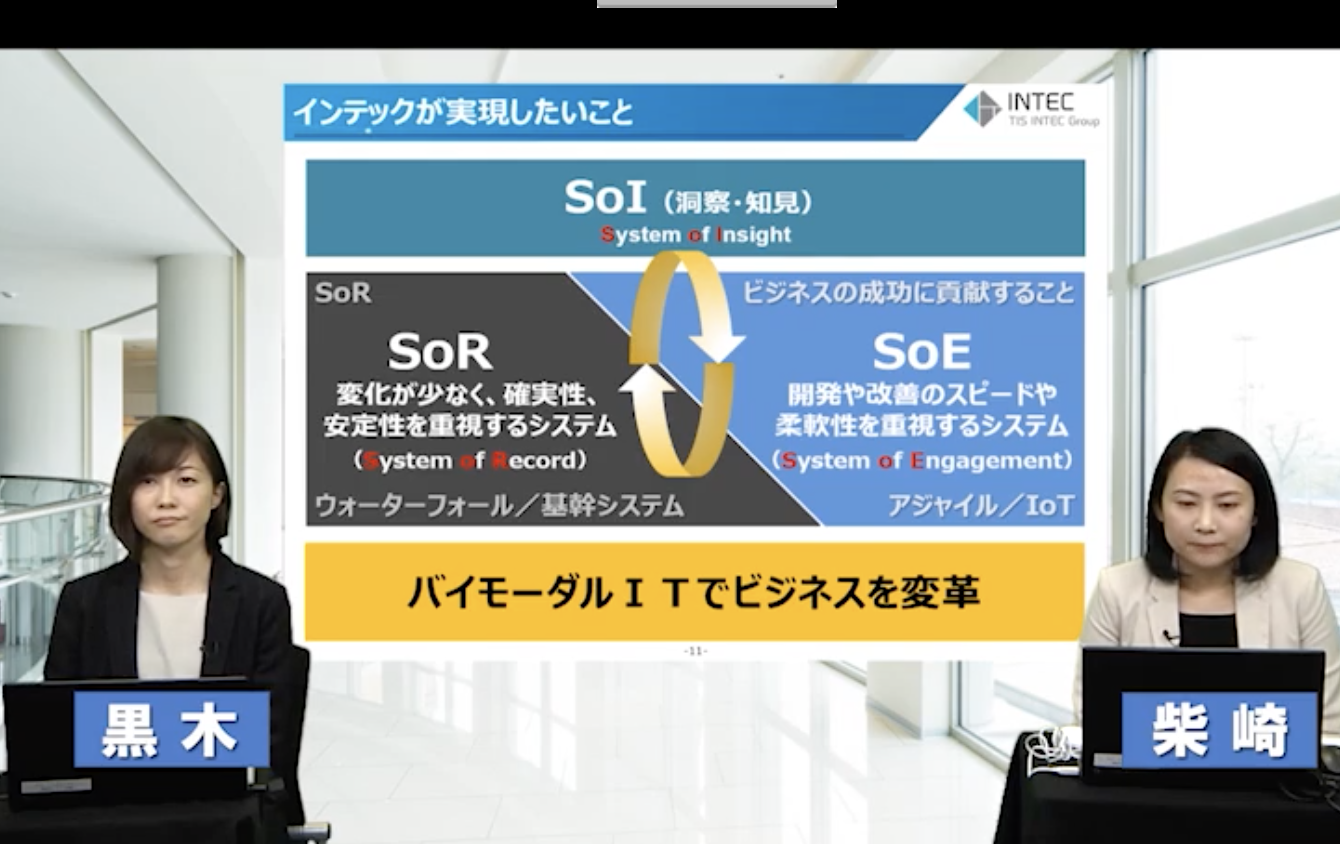 インテックが実現したいこと
INTEC
TIS INTEC Group
SoI（洞察・知見）
System of Insight
SoR
ビジネスの成功に貢献すること
SoR
変化が少なく、確実性、
安定性を重視するシステム
（System of Record）
ウォーターフォール／基幹システム
SoE
開発や改善のスピードや
柔軟性を重視するシステム
（System of Engagement）
アジャイル／IoT
バイモーダルＩＴでビジネスを変革
-11-
黒木
柴崎